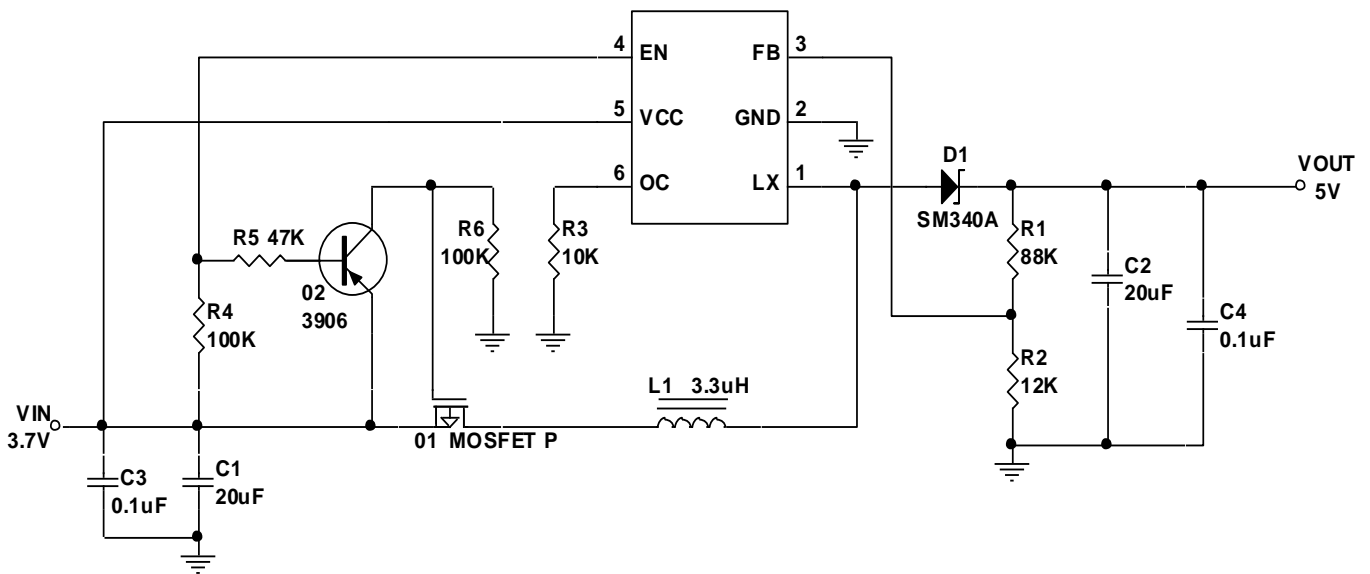 4 EN FB 3
5 VCC GND 2
6 OC LX 1
D1
SM340A
VOUT
5V
R5 47K
R6
100K
R3
10K
R1
88K
C2
20uF
C4
0.1uF
02
3906
R4
100K
R2
12K
L1 3.3uH
VIN
3.7V
01 MOSFET P
C3
0.1uF
C1
20uF